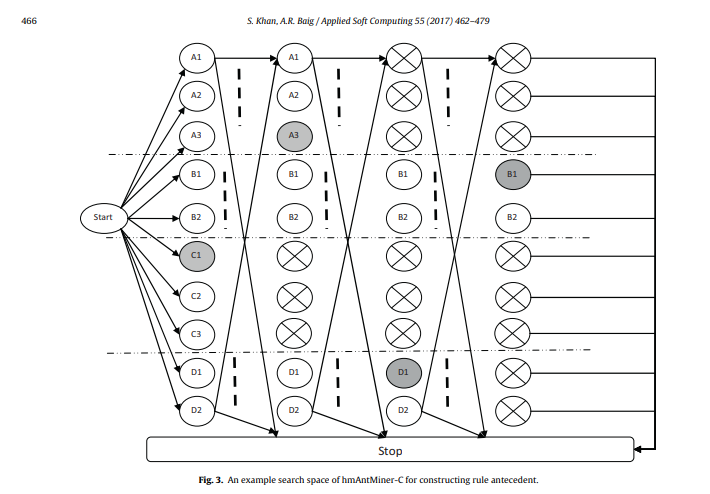 466
S. Khan, A.R. Baig / Applied Soft Computing 55 (2017) 462–479
A1 A1
A2 A2
A3 A3
B1 B1 B1 B1
Start B2 B2 B2 B2
C1
C2
C3
D1 D1 D1
D2 D2 D2
Stop
Fig. 3. An example search space of hmAntMiner-C for constructing rule antecedent.